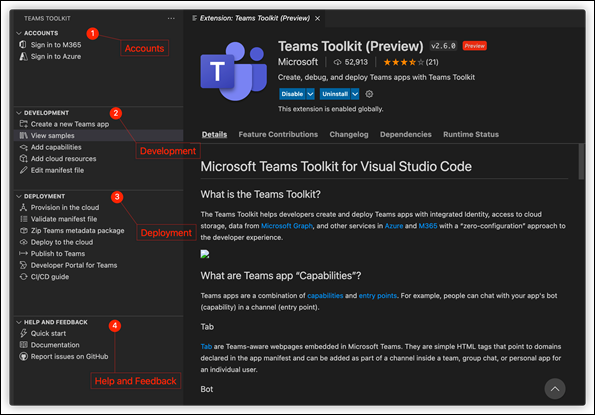 TEAMS TOOLKIT
ACCOUNTS
1
Sign in to M365
Accounts
Sign in to Azure
DEVELOPMENT
2
Create a new Teams app
View samples
Add capabilities
Development
Add cloud resources
Edit manifest file
DEPLOYMENT
3
Provision in the cloud
Validate manifest file
Zip Teams metadata package
Deployment
Deploy to the cloud
Publish to Teams
Developer Portal for Teams
CI/CD guide
HELP AND FEEDBACK
4
Quick start
Documentation
Report issues on GitHub
Help and Feedback
Extension: Teams Toolkit (Preview)
T
Teams Toolkit (Preview) v2.6.0 Preview
Microsoft 52,913 (21)
Create, debug, and deploy Teams apps with Teams Toolkit
Disable Uninstall
This extension is enabled globally.
Details Feature Contributions Changelog Dependencies Runtime Status
Microsoft Teams Toolkit for Visual Studio Code
What is the Teams Toolkit?
The Teams Toolkit helps developers create and deploy Teams apps with integrated Identity, access to cloud
storage, data from Microsoft Graph, and other services in Azure and M365 with a “zero-configuration” approach to
the developer experience.
What are Teams app “Capabilities”?
Teams apps are a combination of capabilities and entry points. For example, people can chat with your app's bot
(capability) in a channel (entry point).
Tab
Tab are Teams-aware webpages embedded in Microsoft Teams. They are simple HTML tags that point to domains
declared in the app manifest and can be added as part of a channel inside a team, group chat, or personal app for
an individual user.
Bot